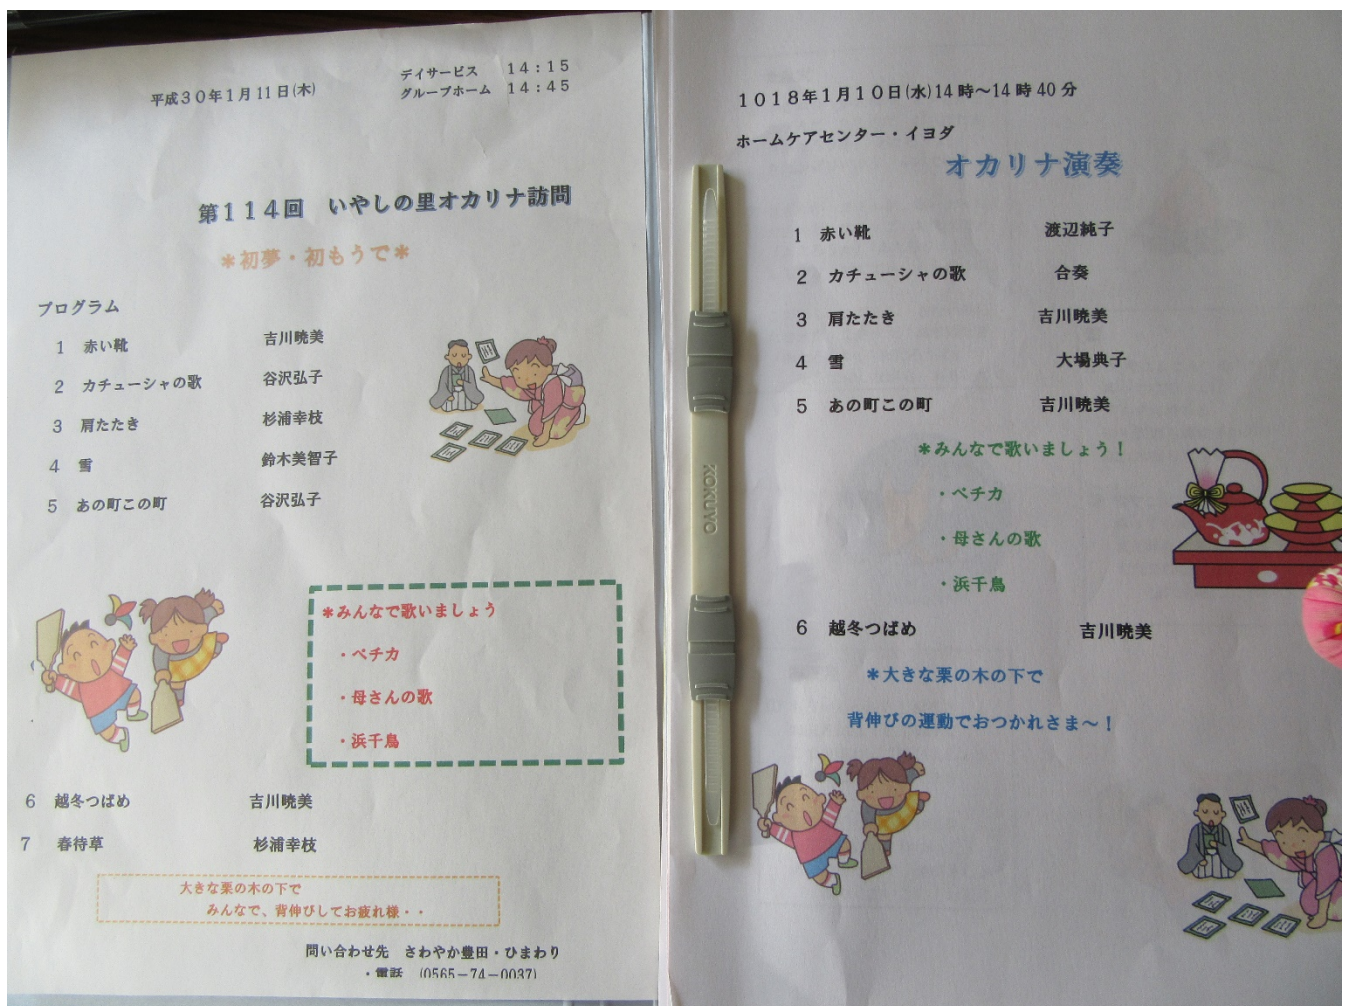 平成30年1月11日(木)
デイサービス 14:15
グループホーム 14:45
第114回 いやしの里オカリナ訪問
*初夢・初もうで*
プログラム
1 赤い靴 吉川暁美
2 カチューシャの歌 谷沢弘子
3 肩たたき 杉浦幸枝
4 雪 鈴木美智子
5 あの町この町 谷沢弘子
*みんなで歌いましょう
・ペチカ
・母さんの歌
・浜千鳥
6 越冬つばめ 吉川暁美
7 春待草 杉浦幸枝
大きな栗の木の下で
みんなで、背伸びしてお疲れ様・・
問い合わせ先 さわやか豊田・ひまわり
・電話 (0565-74-0037)
KOKUYO
1018年1月10日(水)14時~14時40分
ホームケアセンター・イヨダ
オカリナ演奏
1 赤い靴 渡辺純子
2 カチューシャの歌 合奏
3 肩たたき 吉川暁美
4 雪 大場典子
5 あの町この町 吉川暁美
*みんなで歌いましょう!
・ペチカ
・母さんの歌
・浜千鳥
6 越冬つばめ 吉川暁美
*大きな栗の木の下で
背伸びの運動でおつかれさま~!